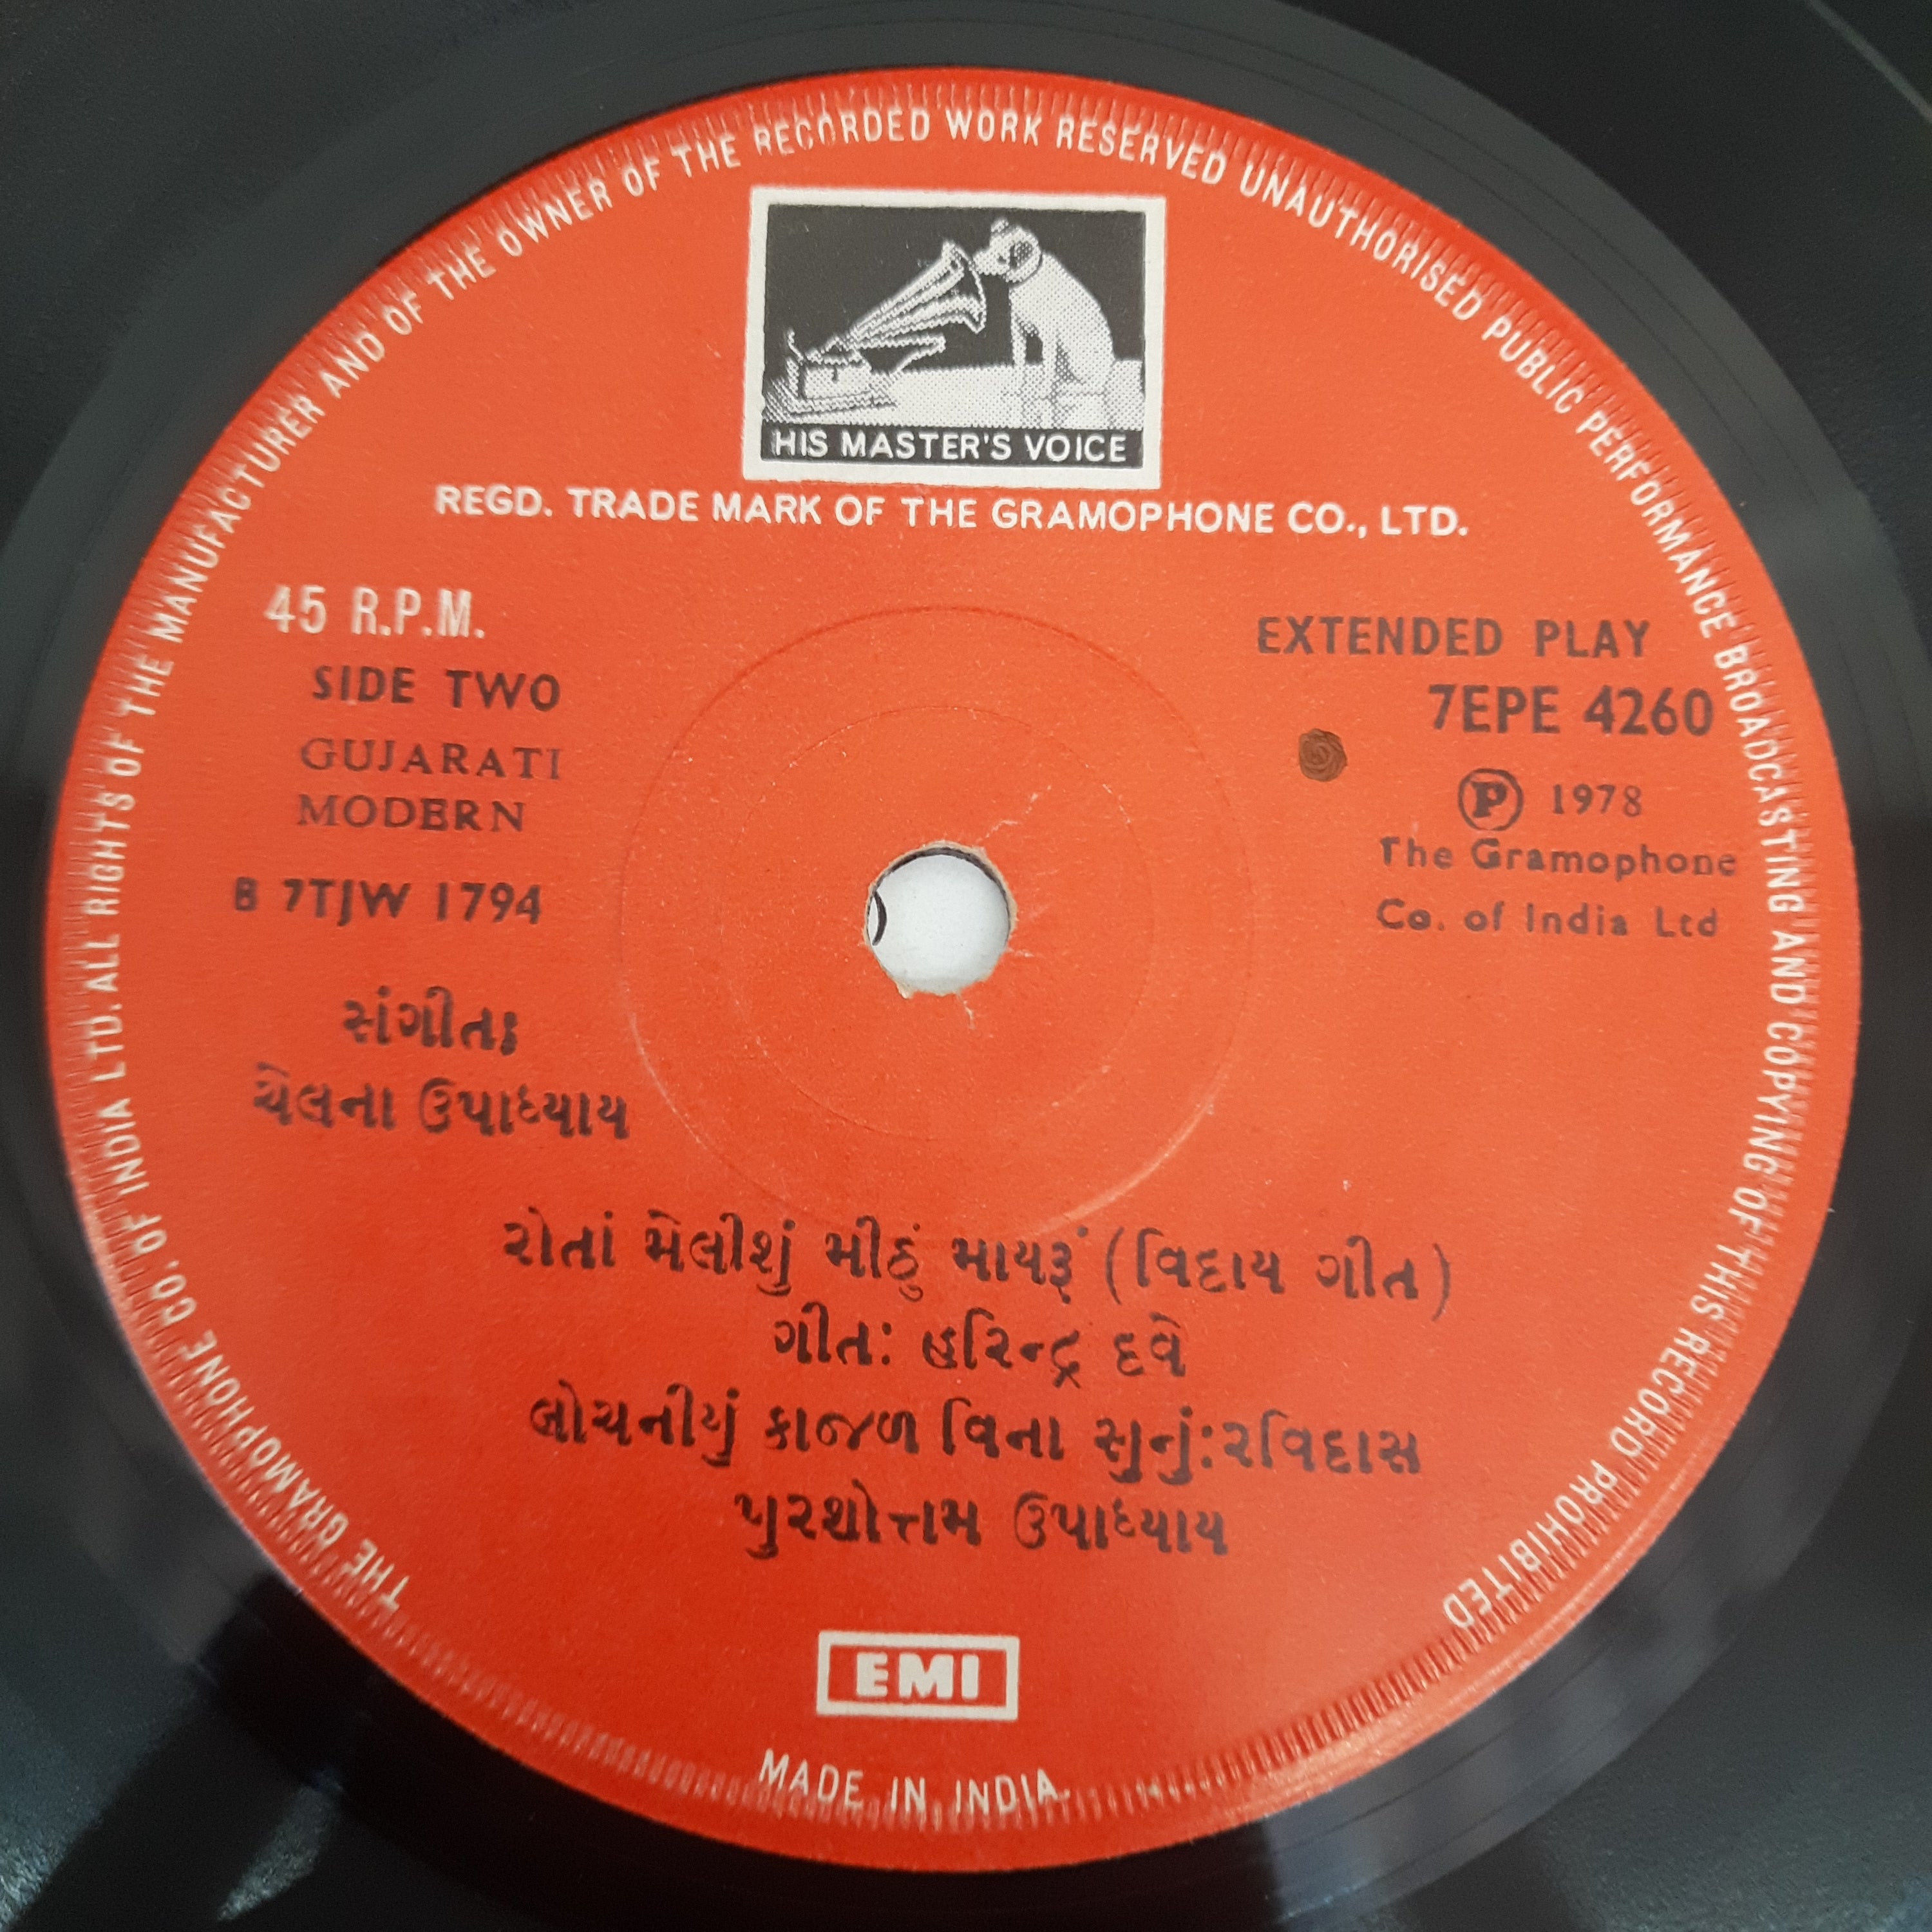 THE GRAMOPHONE CO. OF INDIA LTD. ALL RIGHTS OF THE MANUFACTURER AND OF THE OWNER OF THE RECORDED WORK RESERVED UNAUTHORISED PUBLIC PERFORMANCE BROADCASTING AND COPYING OF THIS RECORD PROHIBITED
HIS MASTER'S VOICE
REGD. TRADE MARK OF THE GRAMOPHONE CO., LTD.
45 R.P.M.
SIDE TWO
GUJARATI
MODERN
B 7TJW 1794
EXTENDED PLAY
7EPE 4260
Ⓟ 1978
The Gramophone
Co. of India Ltd
સંગીતઃ
ચેલના ઉપાધ્યાય
રોતાં મેલીશું મીઠું માયરૂં (વિદાય ગીત)
ગીત: હરિન્દ્ર દવે
લોચનીયું કાજળ વિના સુનું:રવિદાસ
પુરશોત્તમ ઉપાધ્યાય
EMI
MADE IN INDIA.